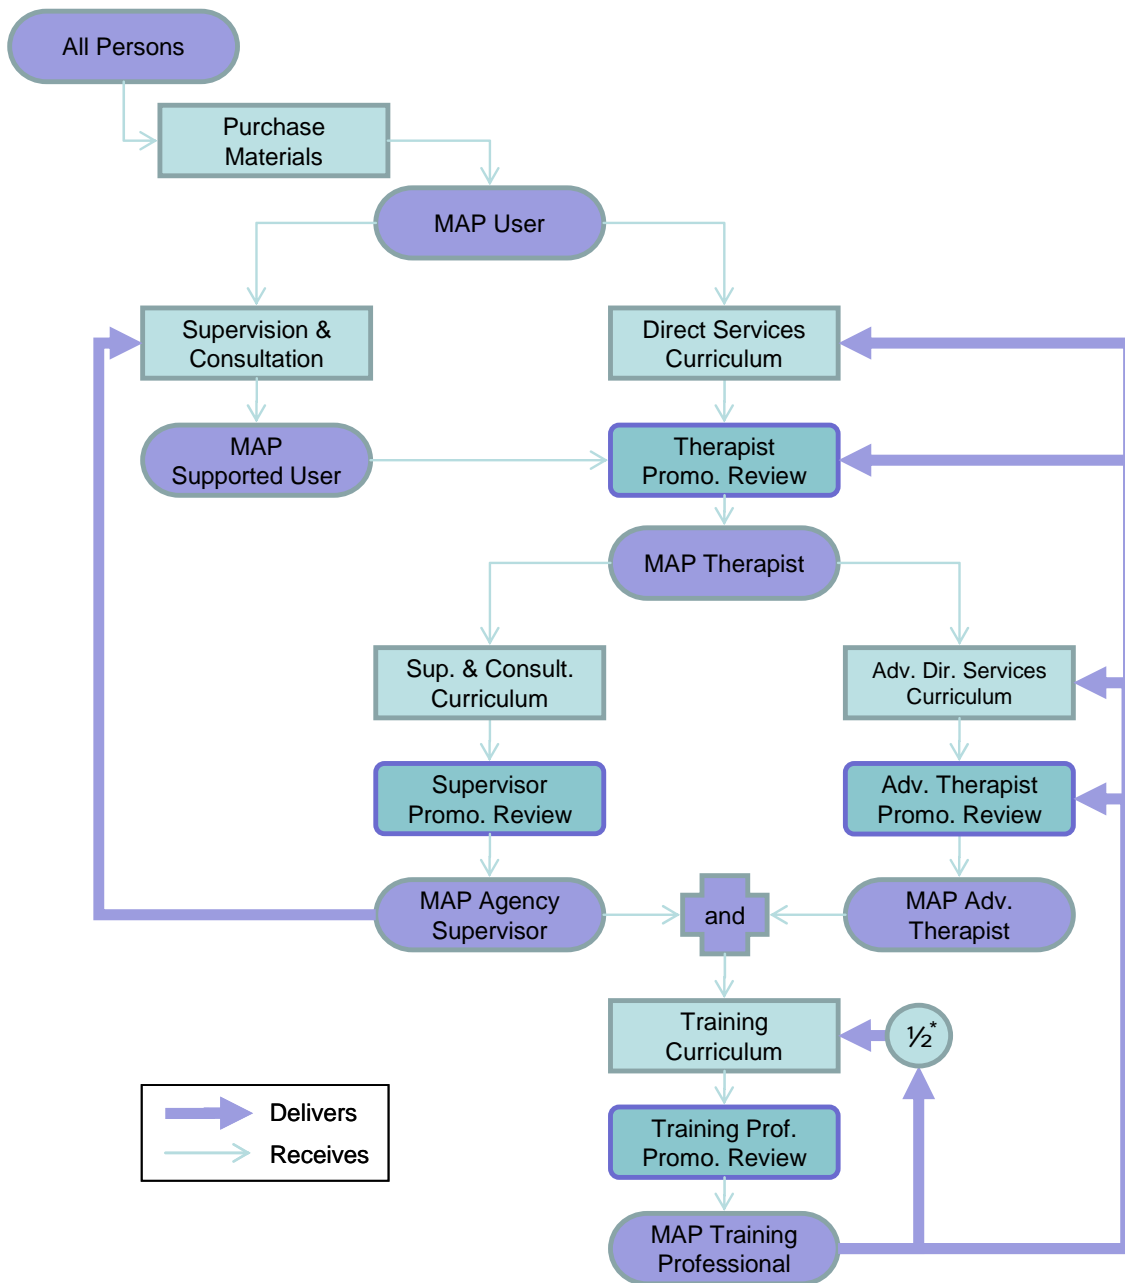 All Persons
Purchase
Materials
MAP User
Supervision &
Consultation
Direct Services
Curriculum
MAP
Supported User
Therapist
Promo. Review
MAP Therapist
Sup. & Consult.
Curriculum
Adv. Dir. Services
Curriculum
Supervisor
Promo. Review
Adv. Therapist
Promo. Review
MAP Agency
Supervisor
and
MAP Adv.
Therapist
Training
Curriculum
½*
Delivers
Receives
Training Prof.
Promo. Review
MAP Training
Professional